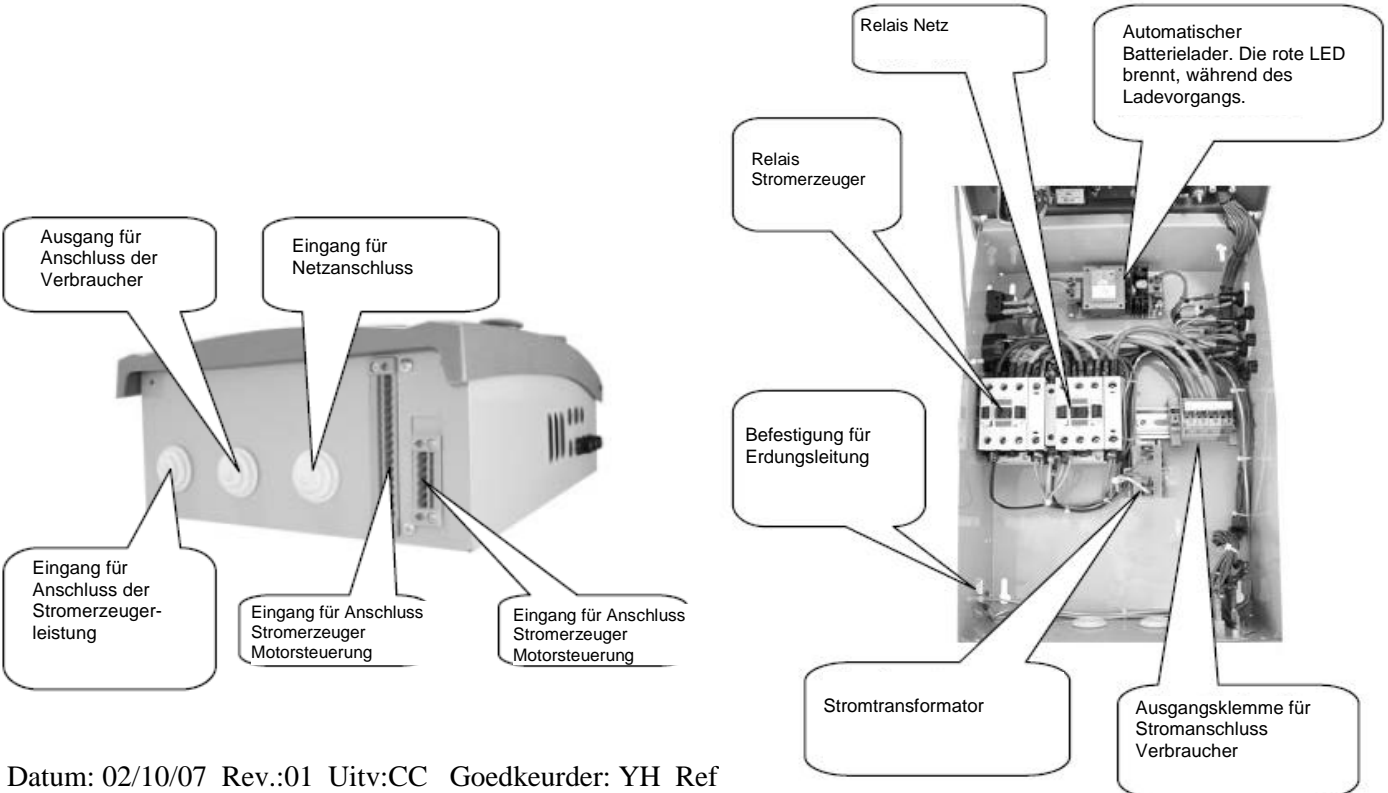 Relais Netz
Automatischer
Batterielader. Die rote LED
brennt, während des
Ladevorgangs.
Relais
Stromerzeuger
Ausgang für
Anschluss der
Verbraucher
Eingang für
Netzanschluss
Befestigung für
Erdungsleitung
Eingang für
Anschluss der
Stromerzeuger-
leistung
Eingang für Anschluss
Stromerzeuger
Motorsteuerung
Eingang für Anschluss
Stromerzeuger
Motorsteuerung
Stromtransformator
Ausgangsklemme für
Stromanschluss
Verbraucher
Datum: 02/10/07 Rev.:01 Uitv:CC Goedkeurder: YH Ref